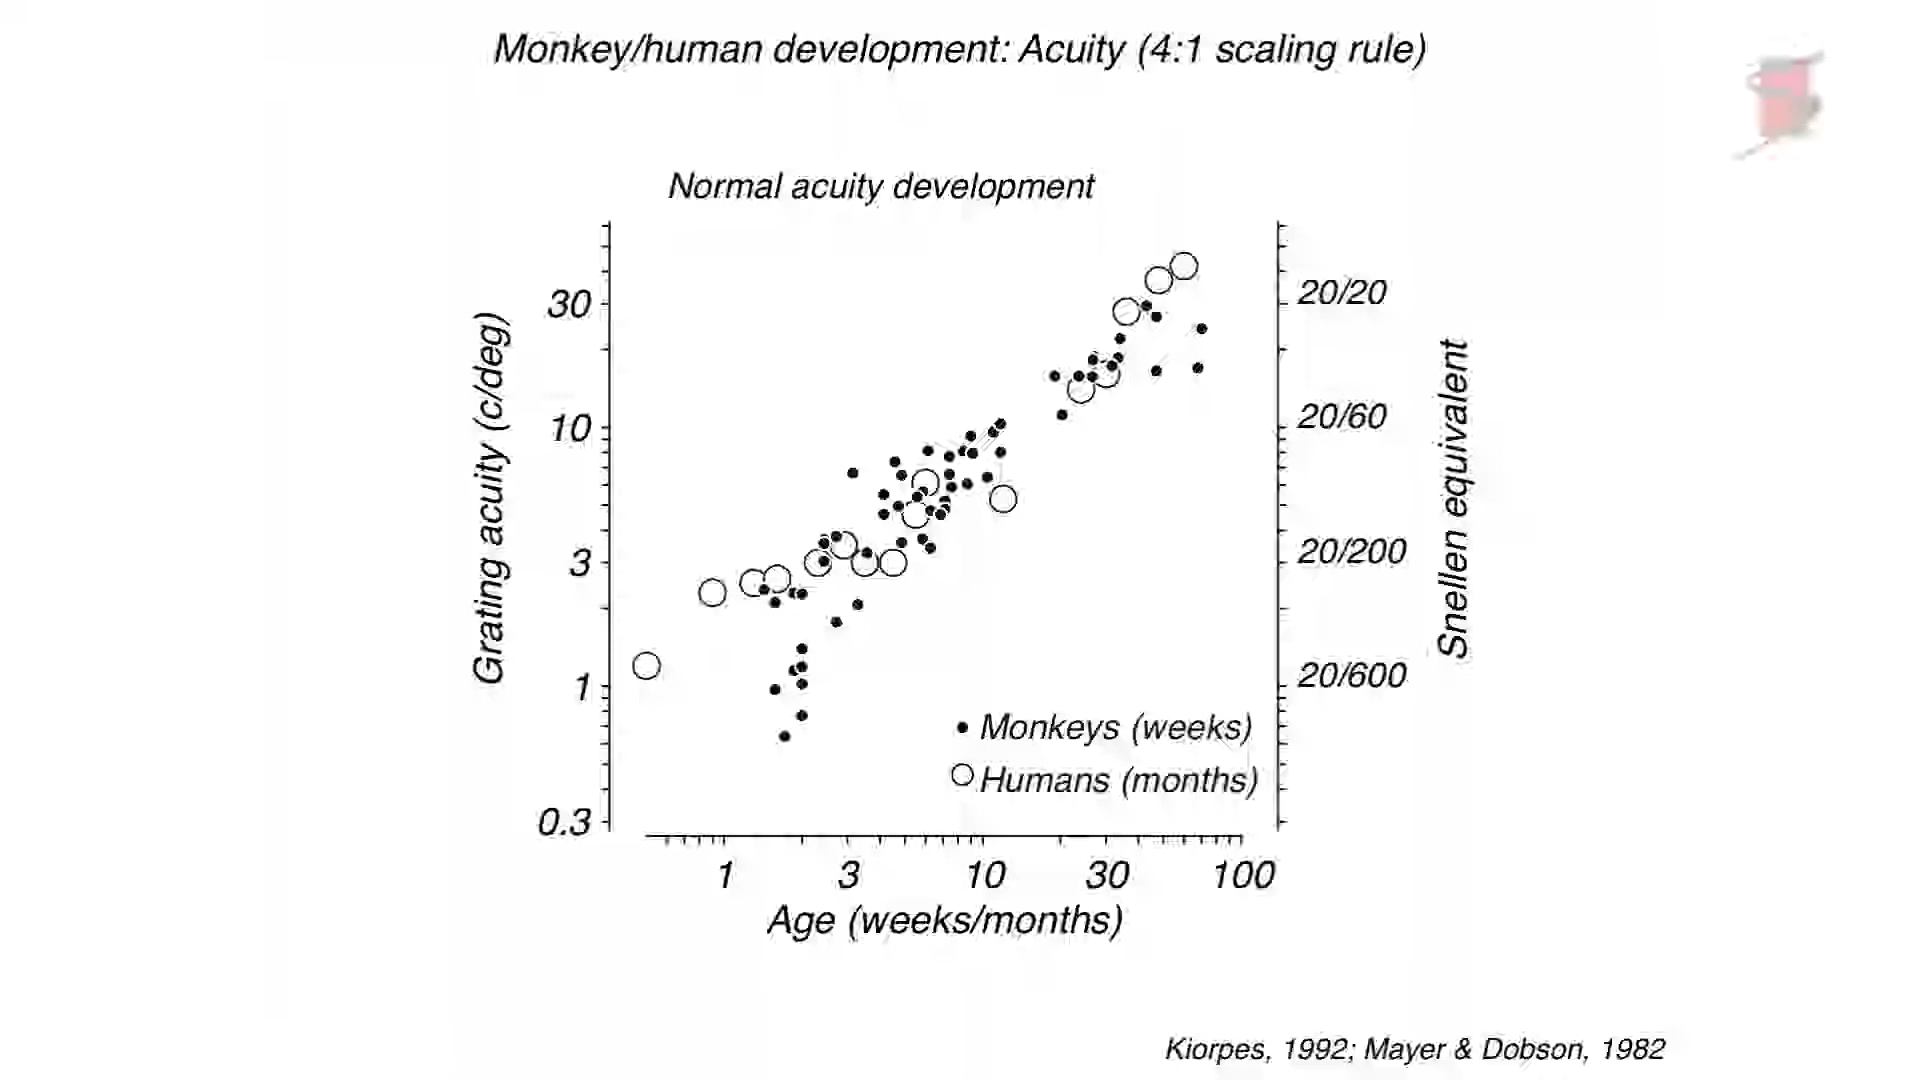 Monkey/human development: Acuity (4:1 scaling rule)
Normal acuity development
Grating acuity (c/deg)
30
10
3
1
0.3
20/20
20/60
20/200
20/600
Snellen equivalent
Monkeys (weeks)
Humans (months)
1 3 10 30 100
Age (weeks/months)
Kiorpes, 1992; Mayer & Dobson, 1982